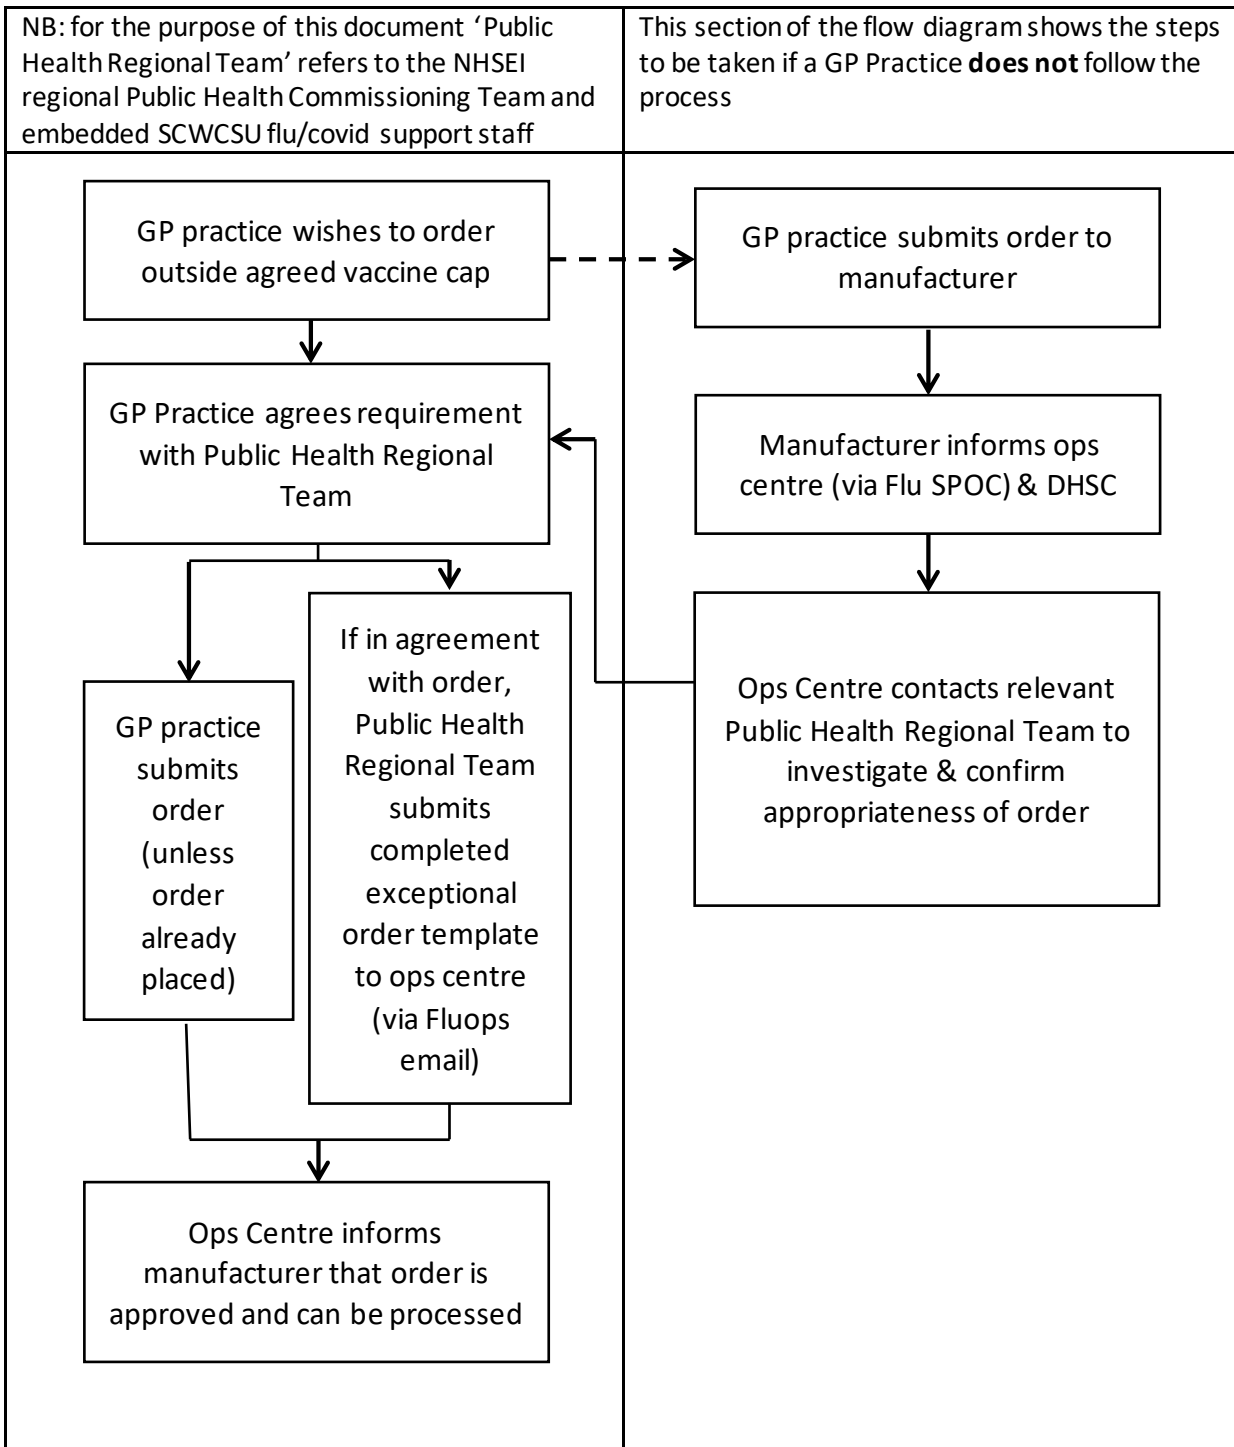 NB: for the purpose of this document ‘Public
Health Regional Team’ refers to the NHSEI
regional Public Health Commissioning Team and
embedded SCWCSU flu/covid support staff
This section of the flow diagram shows the steps
to be taken if a GP Practice does not follow the
process
GP practice wishes to order
outside agreed vaccine cap
GP Practice agrees requirement
with Public Health Regional
Team
GP practice
submits
order
(unless
order
already
placed)
If in agreement
with order,
Public Health
Regional Team
submits
completed
exceptional
order template
to ops centre
(via Fluops
email)
Ops Centre informs
manufacturer that order is
approved and can be processed
GP practice submits order to
manufacturer
Manufacturer informs ops
centre (via Flu SPOC) & DHSC
Ops Centre contacts relevant
Public Health Regional Team to
investigate & confirm
appropriateness of order